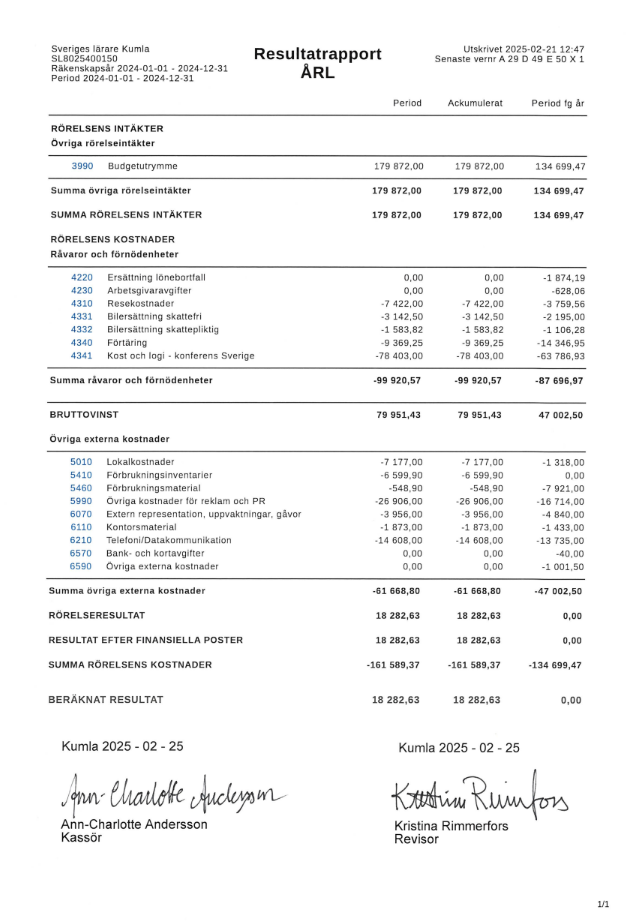 Sveriges lärare Kumla
SL8025400150
Räkenskapsår 2024-01-01 - 2024-12-31
Period 2024-01-01 - 2024-12-31
Resultatrapport
ÅRL
Utskrivet 2025-02-21 12:47
Senaste vernr A 29 D 49 E 50 X 1
Period Ackumulerat Period fg år
RÖRELSENS INTÄKTER
Övriga rörelseintäkter
3990 Budgetutrymme 179 872,00 179 872,00 134 699,47
Summa övriga rörelseintäkter 179 872,00 179 872,00 134 699,47
SUMMA RÖRELSENS INTÄKTER 179 872,00 179 872,00 134 699,47
RÖRELSENS KOSTNADER
Råvaror och förnödenheter
4220 Ersättning lönebortfall 0,00 0,00 -1 874,19
4230 Arbetsgivaravgifter 0,00 0,00 -628,06
4310 Resekostnader -7 422,00 -7 422,00 -3 759,56
4331 Bilersättning skattefri -3 142,50 -3 142,50 -2 195,00
4332 Bilersättning skattepliktig -1 583,82 -1 583,82 -1 106,28
4340 Förtäring -9 369,25 -9 369,25 -14 346,95
4341 Kost och logi - konferens Sverige -78 403,00 -78 403,00 -63 786,93
Summa råvaror och förnödenheter -99 920,57 -99 920,57 -87 696,97
BRUTTOVINST 79 951,43 79 951,43 47 002,50
Övriga externa kostnader
5010 Lokalkostnader -7 177,00 -7 177,00 -1 318,00
5410 Förbrukningsinventarier -6 599,90 -6 599,90 0,00
5460 Förbrukningsmaterial -548,90 -548,90 -7 921,00
5990 Övriga kostnader för reklam och PR -26 906,00 -26 906,00 -16 714,00
6070 Extern representation, uppvaktningar, gåvor -3 956,00 -3 956,00 -4 840,00
6110 Kontorsmaterial -1 873,00 -1 873,00 -1 433,00
6210 Telefoni/Datakommunikation -14 608,00 -14 608,00 -13 735,00
6570 Bank- och kortavgifter 0,00 0,00 -40,00
6590 Övriga externa kostnader 0,00 0,00 -1 001,50
Summa övriga externa kostnader -61 668,80 -61 668,80 -47 002,50
RÖRELSERESULTAT 18 282,63 18 282,63 0,00
RESULTAT EFTER FINANSIELLA POSTER 18 282,63 18 282,63 0,00
SUMMA RÖRELSENS KOSTNADER -161 589,37 -161 589,37 -134 699,47
BERÄKNAT RESULTAT 18 282,63 18 282,63 0,00
Kumla 2025 - 02 - 25
Ann-Charlotte Andersson
Ann-Charlotte Andersson
Kassör
Kumla 2025 - 02 - 25
Kristina Rimmerfors
Kristina Rimmerfors
Revisor
1/1